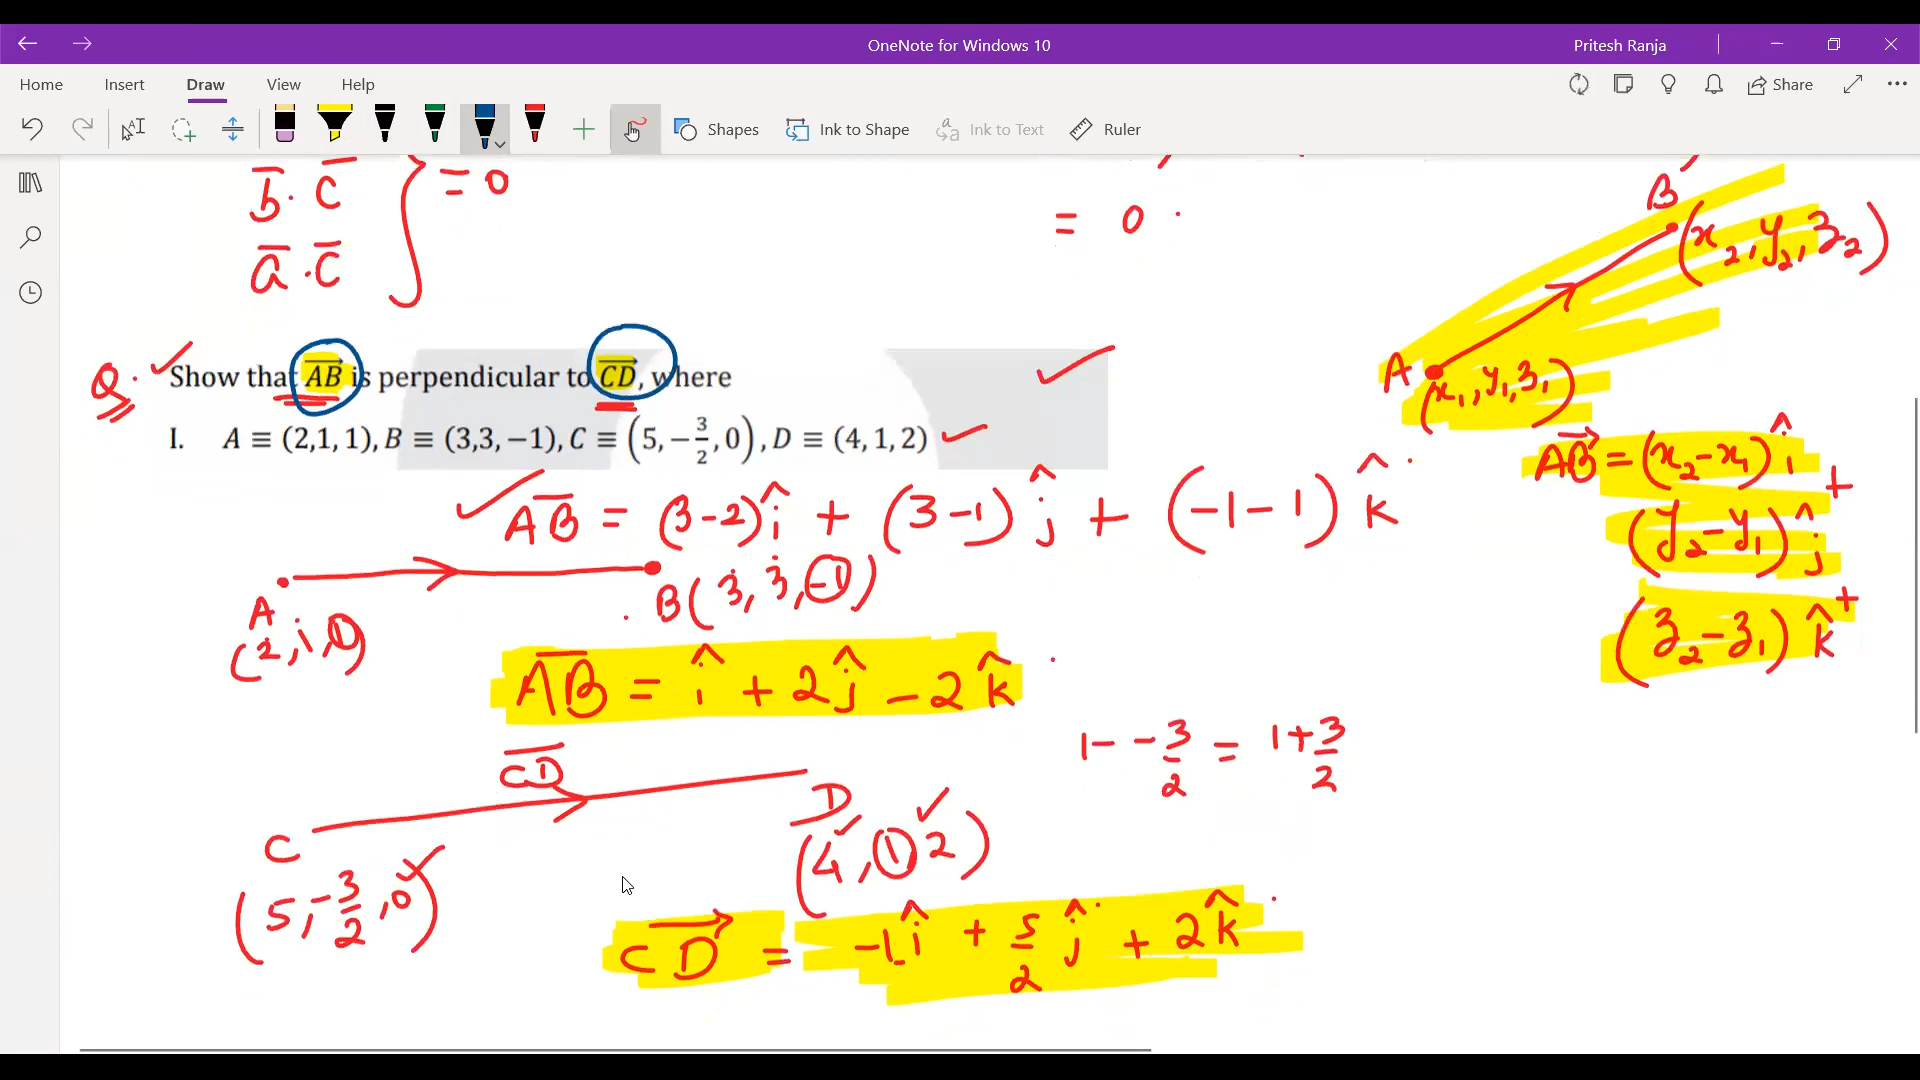 OneNote for Windows 10
Pritesh Ranja
Home Insert Draw View Help
Share
Shapes Ink to Shape Ink to Text Ruler
b̅ · c̅
a̅ · c̅
= 0
= 0 ·
B (x₂, y₂, z₂)
A (x₁, y₁, z₁)
Q. Show that AB⃗ is perpendicular to CD⃗, where
I. A ≡ (2,1, 1), B ≡ (3,3, −1), C ≡ (5, −3/2, 0), D ≡ (4, 1, 2)
AB⃗ = (x₂−x₁) î +
(y₂−y₁) ĵ +
(z₂−z₁) k̂
A̅B̅ = (3−2) î + (3−1) ĵ + (−1−1) k̂
A (2, 1, 1)
B (3, 3, −1)
A̅B̅ = î + 2ĵ − 2k̂
1 − −3/2 = 1 + 3/2
C̅D̅
C (5, −3/2, 0)
D (4, 1, 2)
CD⃗ = −1î + 5/2 ĵ + 2k̂